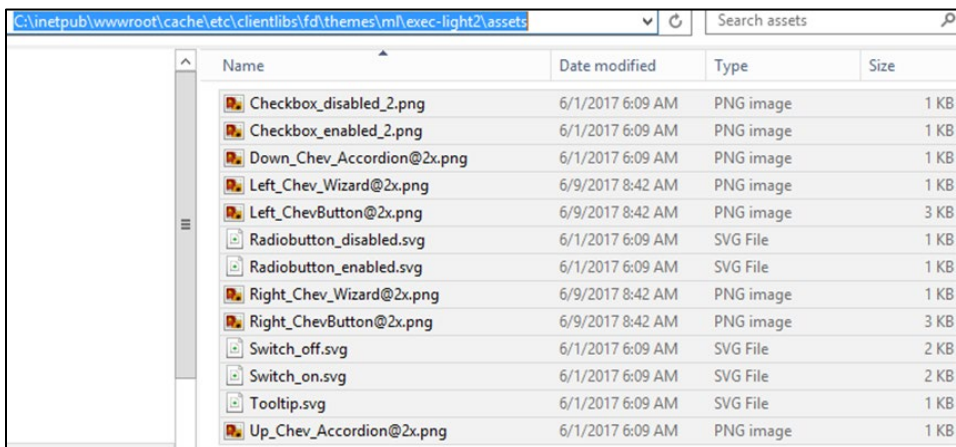 C:\inetpub\wwwroot\cache\etc\clientlibs\fd\themes\ml\exec-light2\assets Search assets
Name Date modified Type Size
Checkbox_disabled_2.png 6/1/2017 6:09 AM PNG image 1 KB
Checkbox_enabled_2.png 6/1/2017 6:09 AM PNG image 1 KB
Down_Chev_Accordion@2x.png 6/1/2017 6:09 AM PNG image 1 KB
Left_Chev_Wizard@2x.png 6/9/2017 8:42 AM PNG image 1 KB
Left_ChevButton@2x.png 6/9/2017 8:42 AM PNG image 3 KB
Radiobutton_disabled.svg 6/1/2017 6:09 AM SVG File 1 KB
Radiobutton_enabled.svg 6/1/2017 6:09 AM SVG File 1 KB
Right_Chev_Wizard@2x.png 6/9/2017 8:42 AM PNG image 1 KB
Right_ChevButton@2x.png 6/9/2017 8:42 AM PNG image 3 KB
Switch_off.svg 6/1/2017 6:09 AM SVG File 2 KB
Switch_on.svg 6/1/2017 6:09 AM SVG File 2 KB
Tooltip.svg 6/1/2017 6:09 AM SVG File 1 KB
Up_Chev_Accordion@2x.png 6/1/2017 6:09 AM PNG image 1 KB